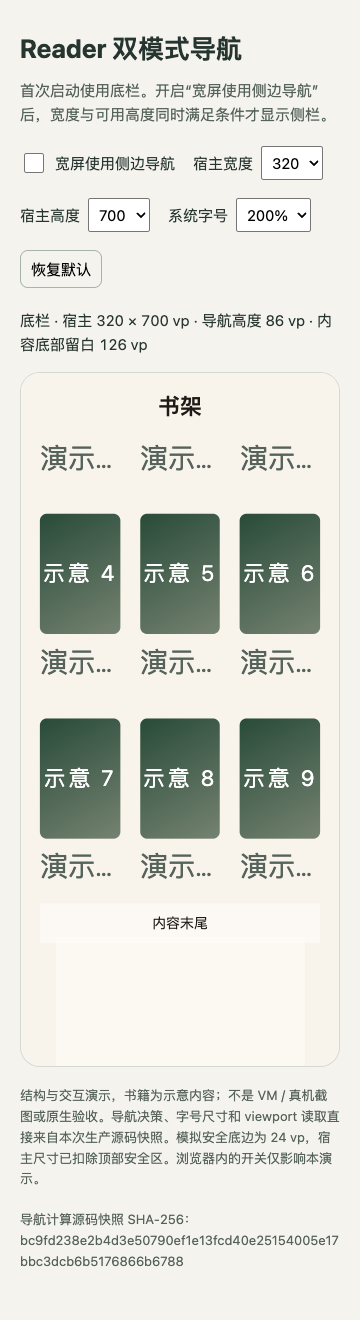 Reader 双模式导航
首次启动使用底栏。开启“宽屏使用侧边导航”
后，宽度与可用高度同时满足条件才显示侧栏。
宽屏使用侧边导航 宿主宽度 320
宿主高度 700 系统字号 200%
恢复默认
底栏 · 宿主 320 × 700 vp · 导航高度 86 vp · 内
容底部留白 126 vp
书架
演示... 演示... 演示...
示意 4 示意 5 示意 6
演示... 演示... 演示...
示意 7 示意 8 示意 9
演示... 演示... 演示...
内容末尾
结构与交互演示，书籍为示意内容；不是 VM / 真机截
图或原生验收。导航决策、字号尺寸和 viewport 读取直
接来自本次生产源码快照。模拟安全底边为 24 vp，宿
主尺寸已扣除顶部安全区。浏览器内的开关仅影响本演
示。
导航计算源码快照 SHA-256：
bc9fd238e2b4d3e50790ef1e13fcd40e25154005e17
bbc3dcb6b5176866b6788